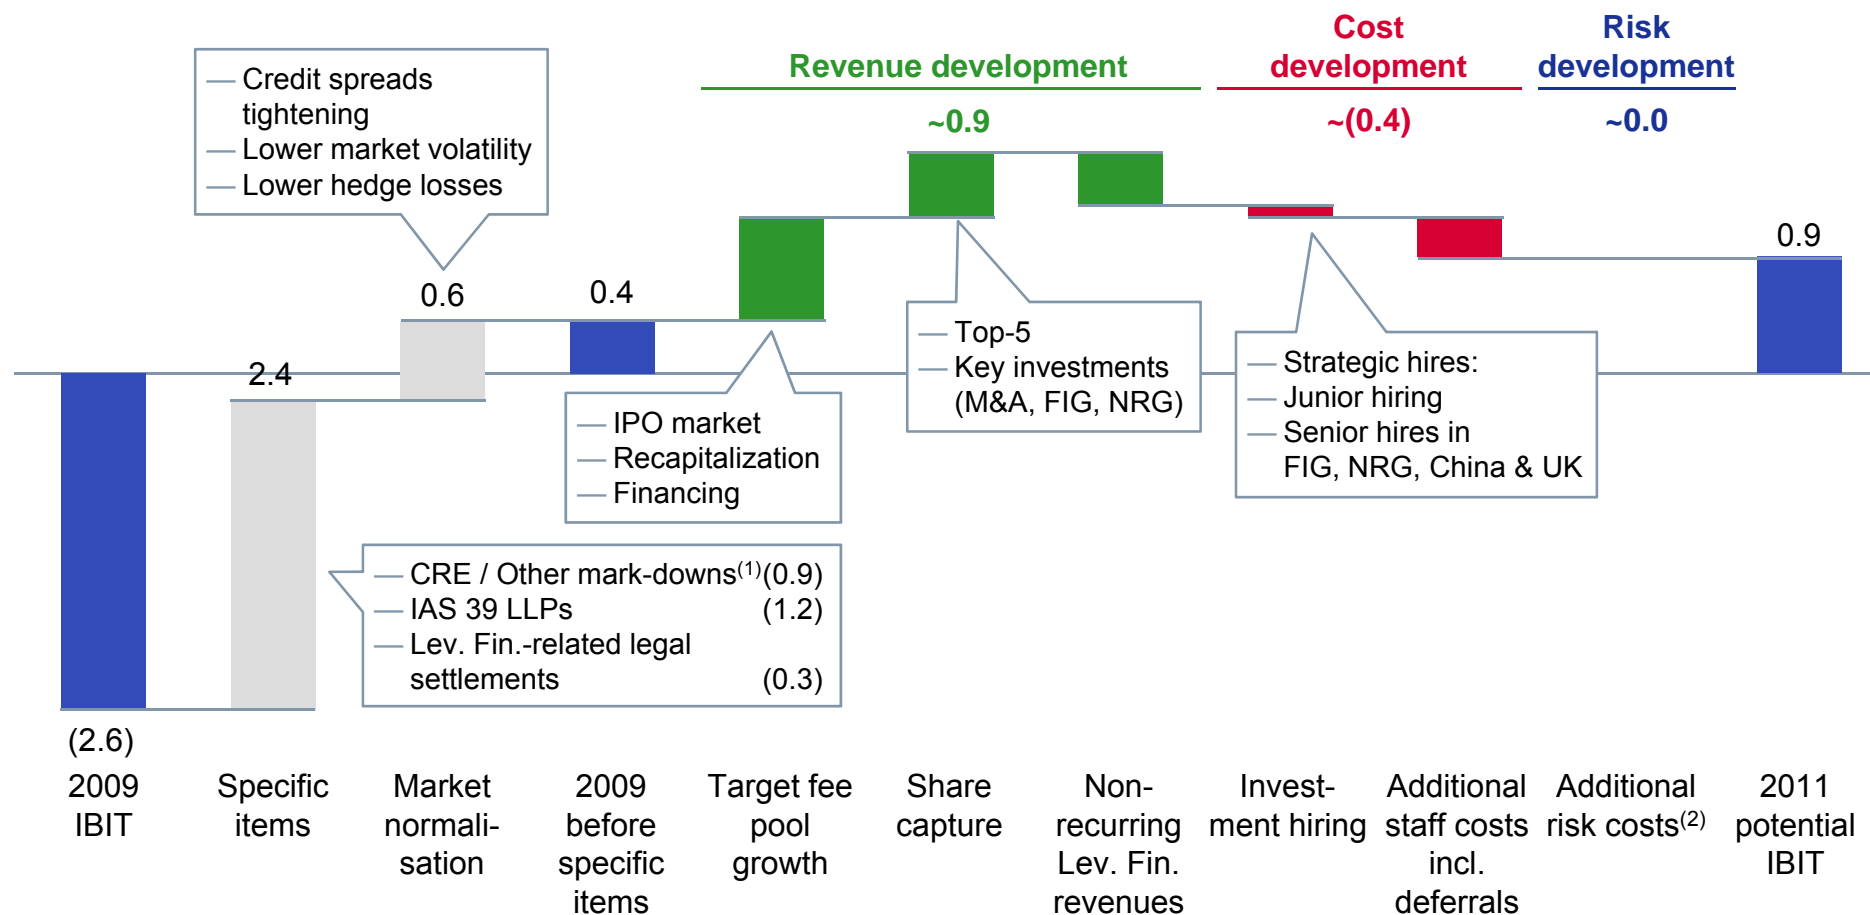 Revenue development
~0.9
Cost
development
~(0.4)
Risk
development
~0.0
— Credit spreads
tightening
— Lower market volatility
— Lower hedge losses
(2.6)
2.4
0.6
0.4
0.9
— IPO market
— Recapitalization
— Financing
— Top-5
— Key investments
(M&A, FIG, NRG)
— Strategic hires:
— Junior hiring
— Senior hires in
FIG, NRG, China & UK
— CRE / Other mark-downs(1) (0.9)
— IAS 39 LLPs (1.2)
— Lev. Fin.-related legal
settlements (0.3)
2009
IBIT
Specific
items
Market
normali-
sation
2009
before
specific
items
Target fee
pool
growth
Share
capture
Non-
recurring
Lev. Fin.
revenues
Invest-
ment hiring
Additional
staff costs
incl.
deferrals
Additional
risk costs(2)
2011
potential
IBIT